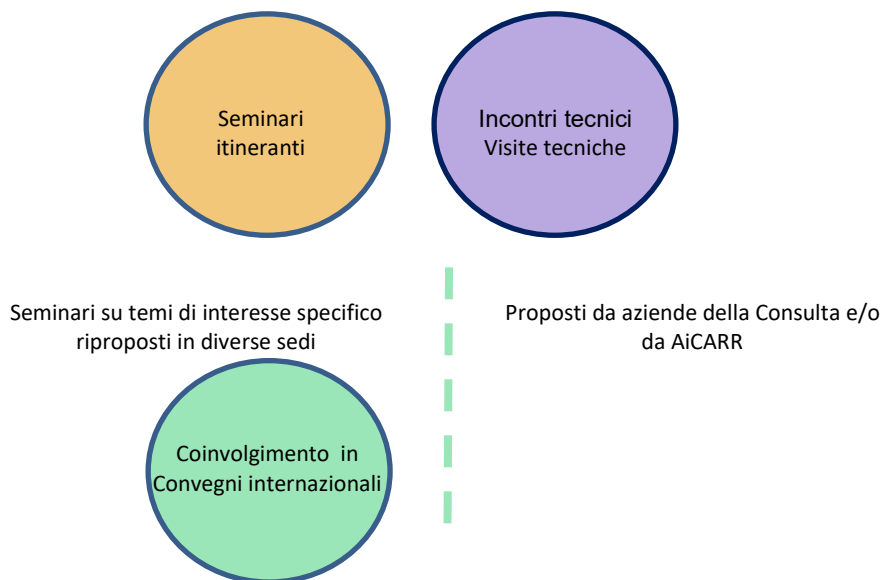 Seminari
itineranti
Incontri tecnici
Visite tecniche
Seminari su temi di interesse specifico
riproposti in diverse sedi
Proposti da aziende della Consulta e/o
da AiCARR
Coinvolgimento in
Convegni internazionali